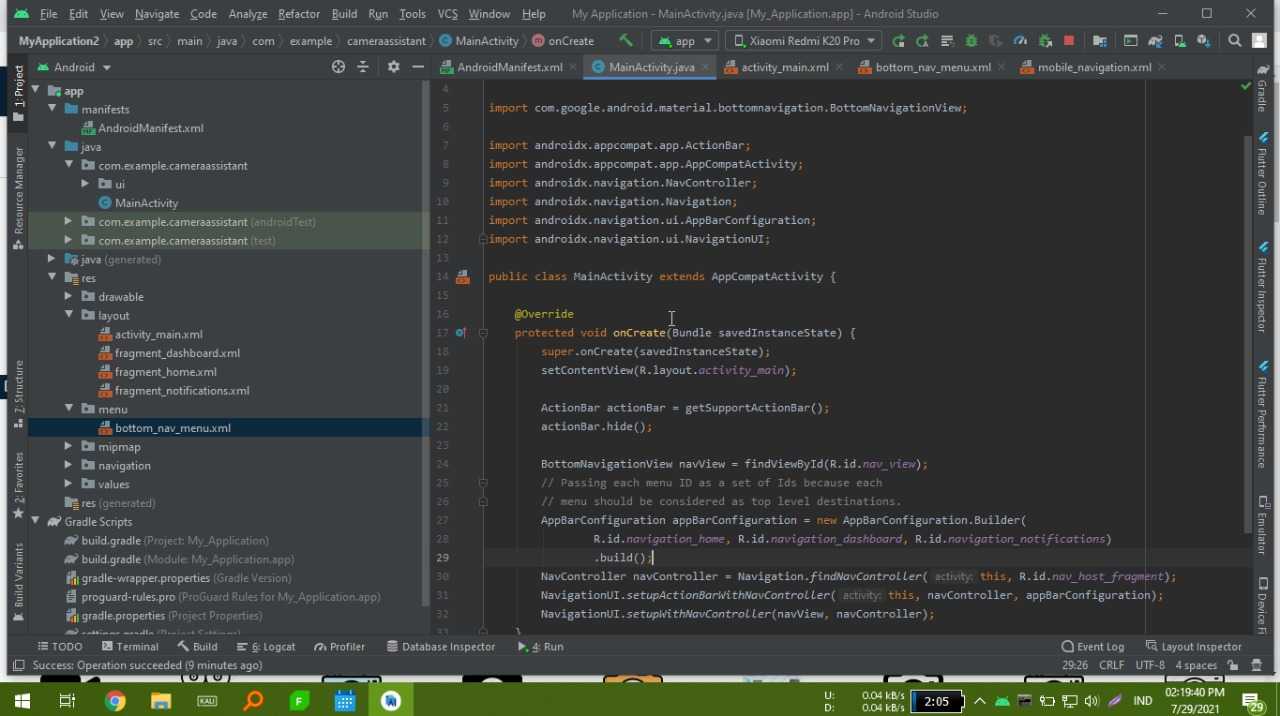 File Edit View Navigate Code Analyze Refactor Build Run Tools VCS Window Help My Application - MainActivity.java [My_Application.app] - Android Studio
MyApplication2 app src main java com example cameraassistant MainActivity onCreate app Xiaomi Redmi K20 Pro
Android AndroidManifest.xml MainActivity.java activity_main.xml bottom_nav_menu.xml mobile_navigation.xml
1: Project
Resource Manager
Z: Structure
2: Favorites
Build Variants
app
manifests
AndroidManifest.xml
java
com.example.cameraassistant
ui
MainActivity
com.example.cameraassistant (androidTest)
com.example.cameraassistant (test)
java (generated)
res
drawable
layout
activity_main.xml
fragment_dashboard.xml
fragment_home.xml
fragment_notifications.xml
menu
bottom_nav_menu.xml
mipmap
navigation
values
res (generated)
Gradle Scripts
build.gradle (Project: My_Application)
build.gradle (Module: My_Application.app)
gradle-wrapper.properties (Gradle Version)
proguard-rules.pro (ProGuard Rules for My_Application.app)
gradle.properties (Project Properties)
settings.gradle (Project Settings)
4
5 import com.google.android.material.bottomnavigation.BottomNavigationView;
6
7 import androidx.appcompat.app.ActionBar;
8 import androidx.appcompat.app.AppCompatActivity;
9 import androidx.navigation.NavController;
10 import androidx.navigation.Navigation;
11 import androidx.navigation.ui.AppBarConfiguration;
12 import androidx.navigation.ui.NavigationUI;
13
14 public class MainActivity extends AppCompatActivity {
15
16 @Override
17 protected void onCreate(Bundle savedInstanceState) {
18 super.onCreate(savedInstanceState);
19 setContentView(R.layout.activity_main);
20
21 ActionBar actionBar = getSupportActionBar();
22 actionBar.hide();
23
24 BottomNavigationView navView = findViewById(R.id.nav_view);
25 // Passing each menu ID as a set of Ids because each
26 // menu should be considered as top level destinations.
27 AppBarConfiguration appBarConfiguration = new AppBarConfiguration.Builder(
28 R.id.navigation_home, R.id.navigation_dashboard, R.id.navigation_notifications)
29 .build();
30 NavController navController = Navigation.findNavController( activity: this, R.id.nav_host_fragment);
31 NavigationUI.setupActionBarWithNavController( activity: this, navController, appBarConfiguration);
32 NavigationUI.setupWithNavController(navView, navController);
33 }
Gradle
Flutter Outline
Flutter Inspector
Flutter Performance
Emulator
Device Fi
TODO Terminal Build 6: Logcat Profiler Database Inspector 4: Run Event Log Layout Inspector
Success: Operation succeeded (9 minutes ago) 29:26 CRLF UTF-8 4 spaces
KALI F U: 0.04 kB/s 2:05 IND 02:19:40 PM
D: 0.04 kB/s 7/29/2021 29